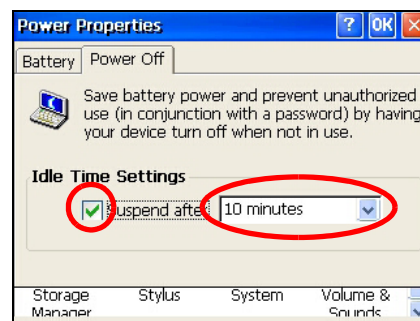 Power Properties ? OK
Battery Power Off
Save battery power and prevent unauthorized
use (in conjunction with a password) by having
your device turn off when not in use.
Idle Time Settings
Suspend after 10 minutes
Storage Stylus System Volume &
Manager Sounds